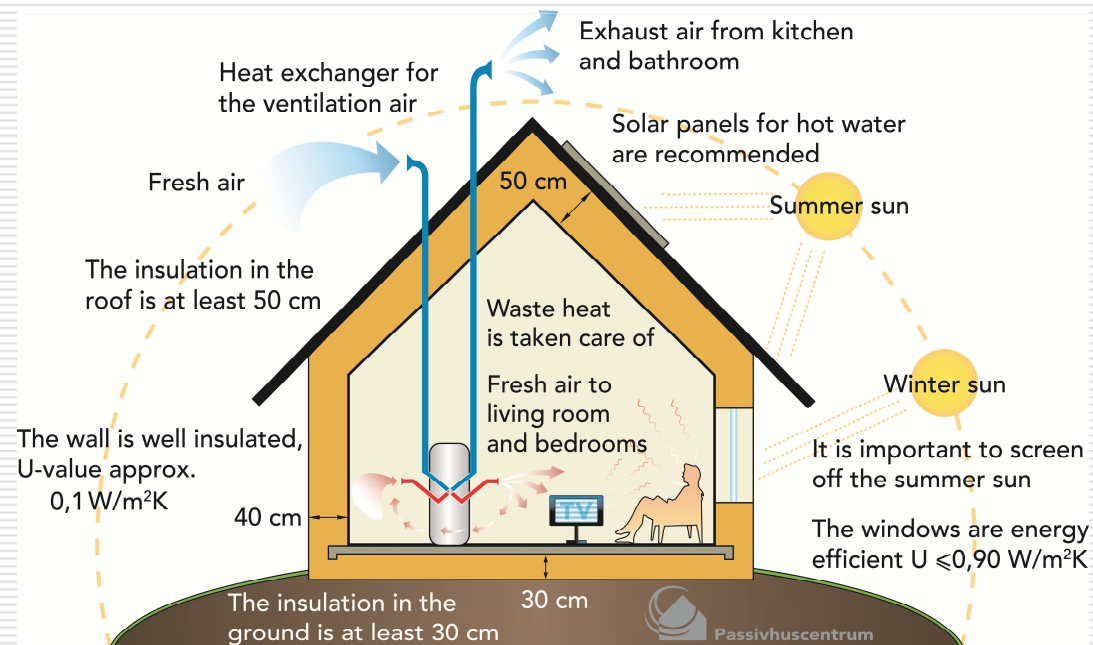 Exhaust air from kitchen
and bathroom
Heat exchanger for
the ventilation air
Solar panels for hot water
are recommended
Fresh air
50 cm
Summer sun
The insulation in the
roof is at least 50 cm
Waste heat
is taken care of
Fresh air to
living room
and bedrooms
Winter sun
The wall is well insulated,
U-value approx.
0,1 W/m²K
It is important to screen
off the summer sun
40 cm
TV
The windows are energy
efficient U ⩽0,90 W/m²K
The insulation in the
ground is at least 30 cm
30 cm
Passivhuscentrum